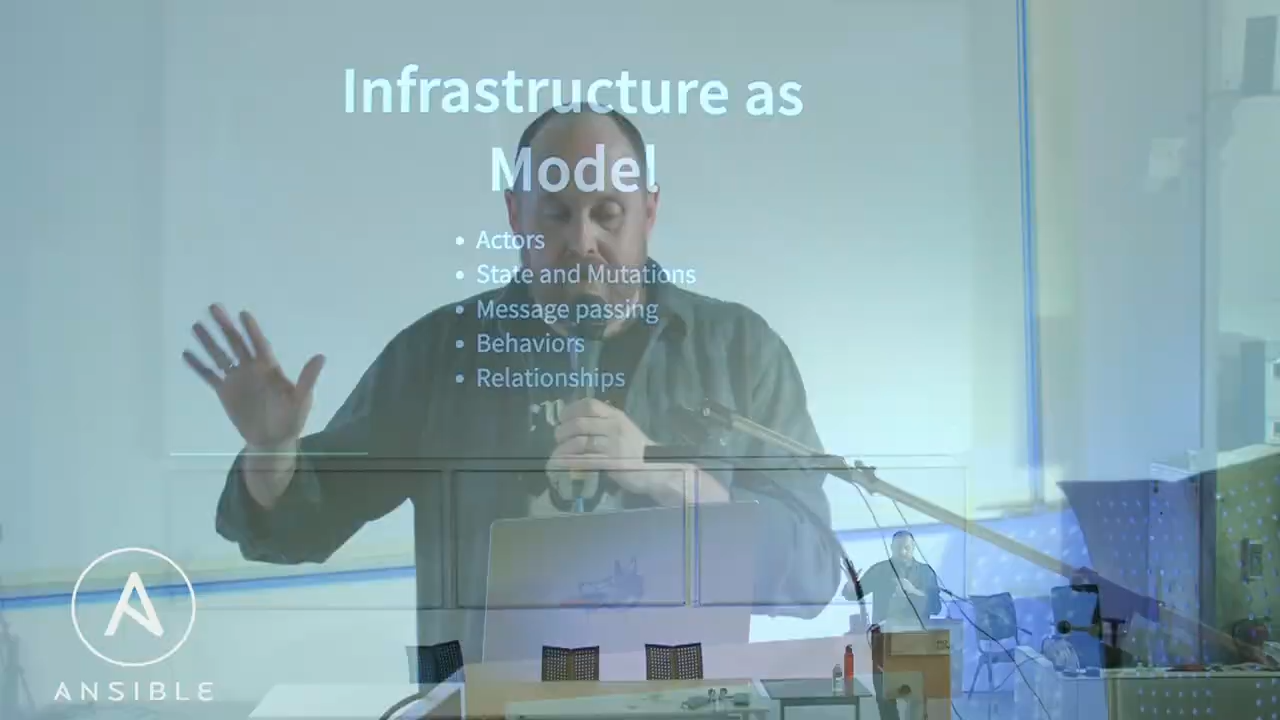 Infrastructure as
Model
• Actors
• State and Mutations
• Message passing
• Behaviors
• Relationships
ANSIBLE